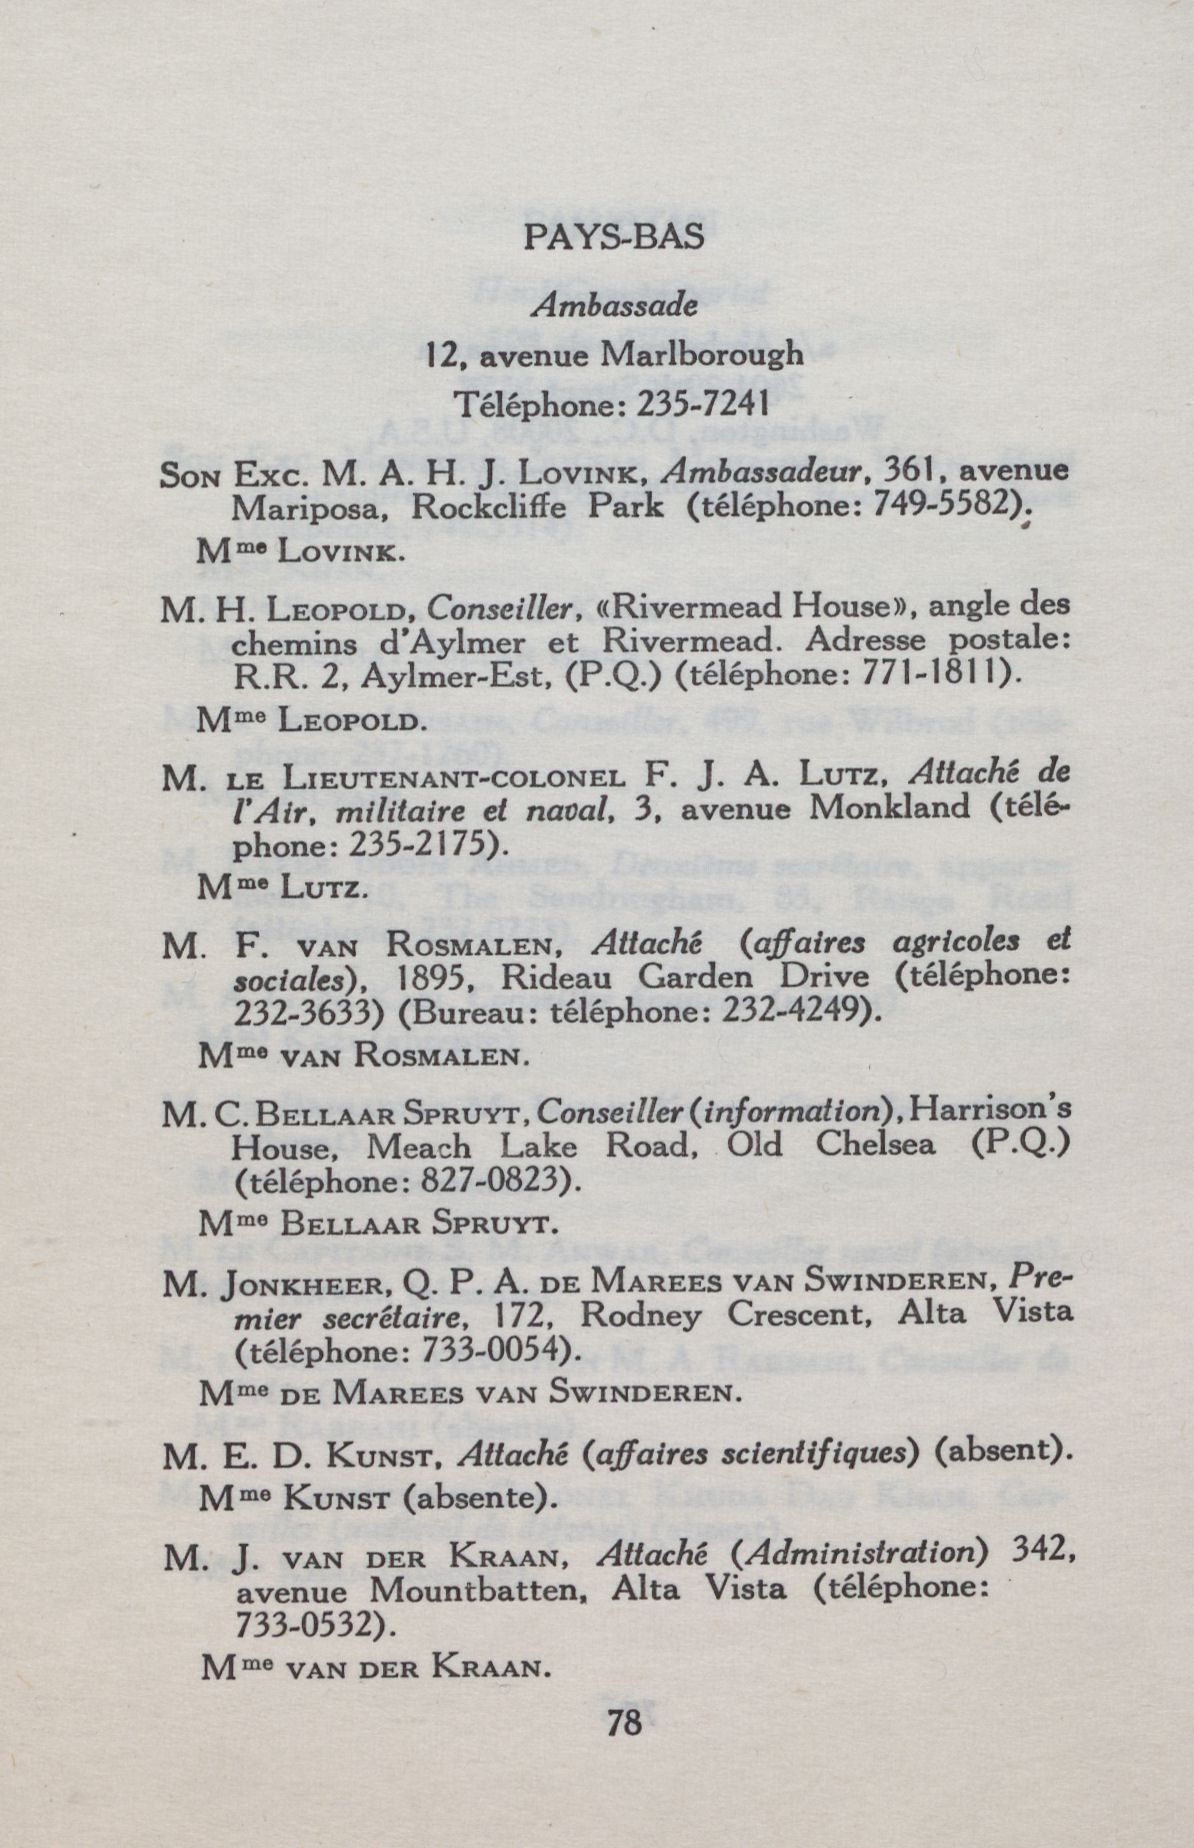 PAYS-BAS
Ambassade
12, avenue Marlborough
Téléphone: 235-7241
SON EXC. M. A. H. J. LOVINK, Ambassadeur, 361, avenue
Mariposa, Rockcliffe Park (téléphone: 749-5582).
Mme LOVINK.
M. H. LEOPOLD, Conseiller, «Rivermead House», angle des
chemins d'Aylmer et Rivermead. Adresse postale:
R.R. 2, Aylmer-Est, (P.Q.) (téléphone: 771-1811).
Mme LEOPOLD.
M. LE LIEUTENANT-COLONEL F. J. A. LUTZ, Attaché de
l'Air, militaire et naval, 3, avenue Monkland (télé-
phone: 235-2175).
Mme LUTZ.
M. F. VAN ROSMALEN, Attaché (affaires agricoles et
sociales), 1895, Rideau Garden Drive (téléphone:
232-3633) (Bureau: téléphone: 232-4249).
Mme VAN ROSMALEN.
M. C. BELLAAR SPRUYT, Conseiller (information), Harrison's
House, Meach Lake Road, Old Chelsea (P.Q.)
(téléphone: 827-0823).
Mme BELLAAR SPRUYT.
M. JONKHEER, Q. P. A. DE MAREES VAN SWINDEREN, Pre-
mier secrétaire, 172, Rodney Crescent, Alta Vista
(téléphone: 733-0054).
Mme DE MAREES VAN SWINDEREN.
M. E. D. KUNST, Attaché (affaires scientifiques) (absent).
Mme KUNST (absente).
M. J. VAN DER KRAAN, Attaché (Administration) 342,
avenue Mountbatten, Alta Vista (téléphone:
733-0532).
Mme VAN DER KRAAN.
78